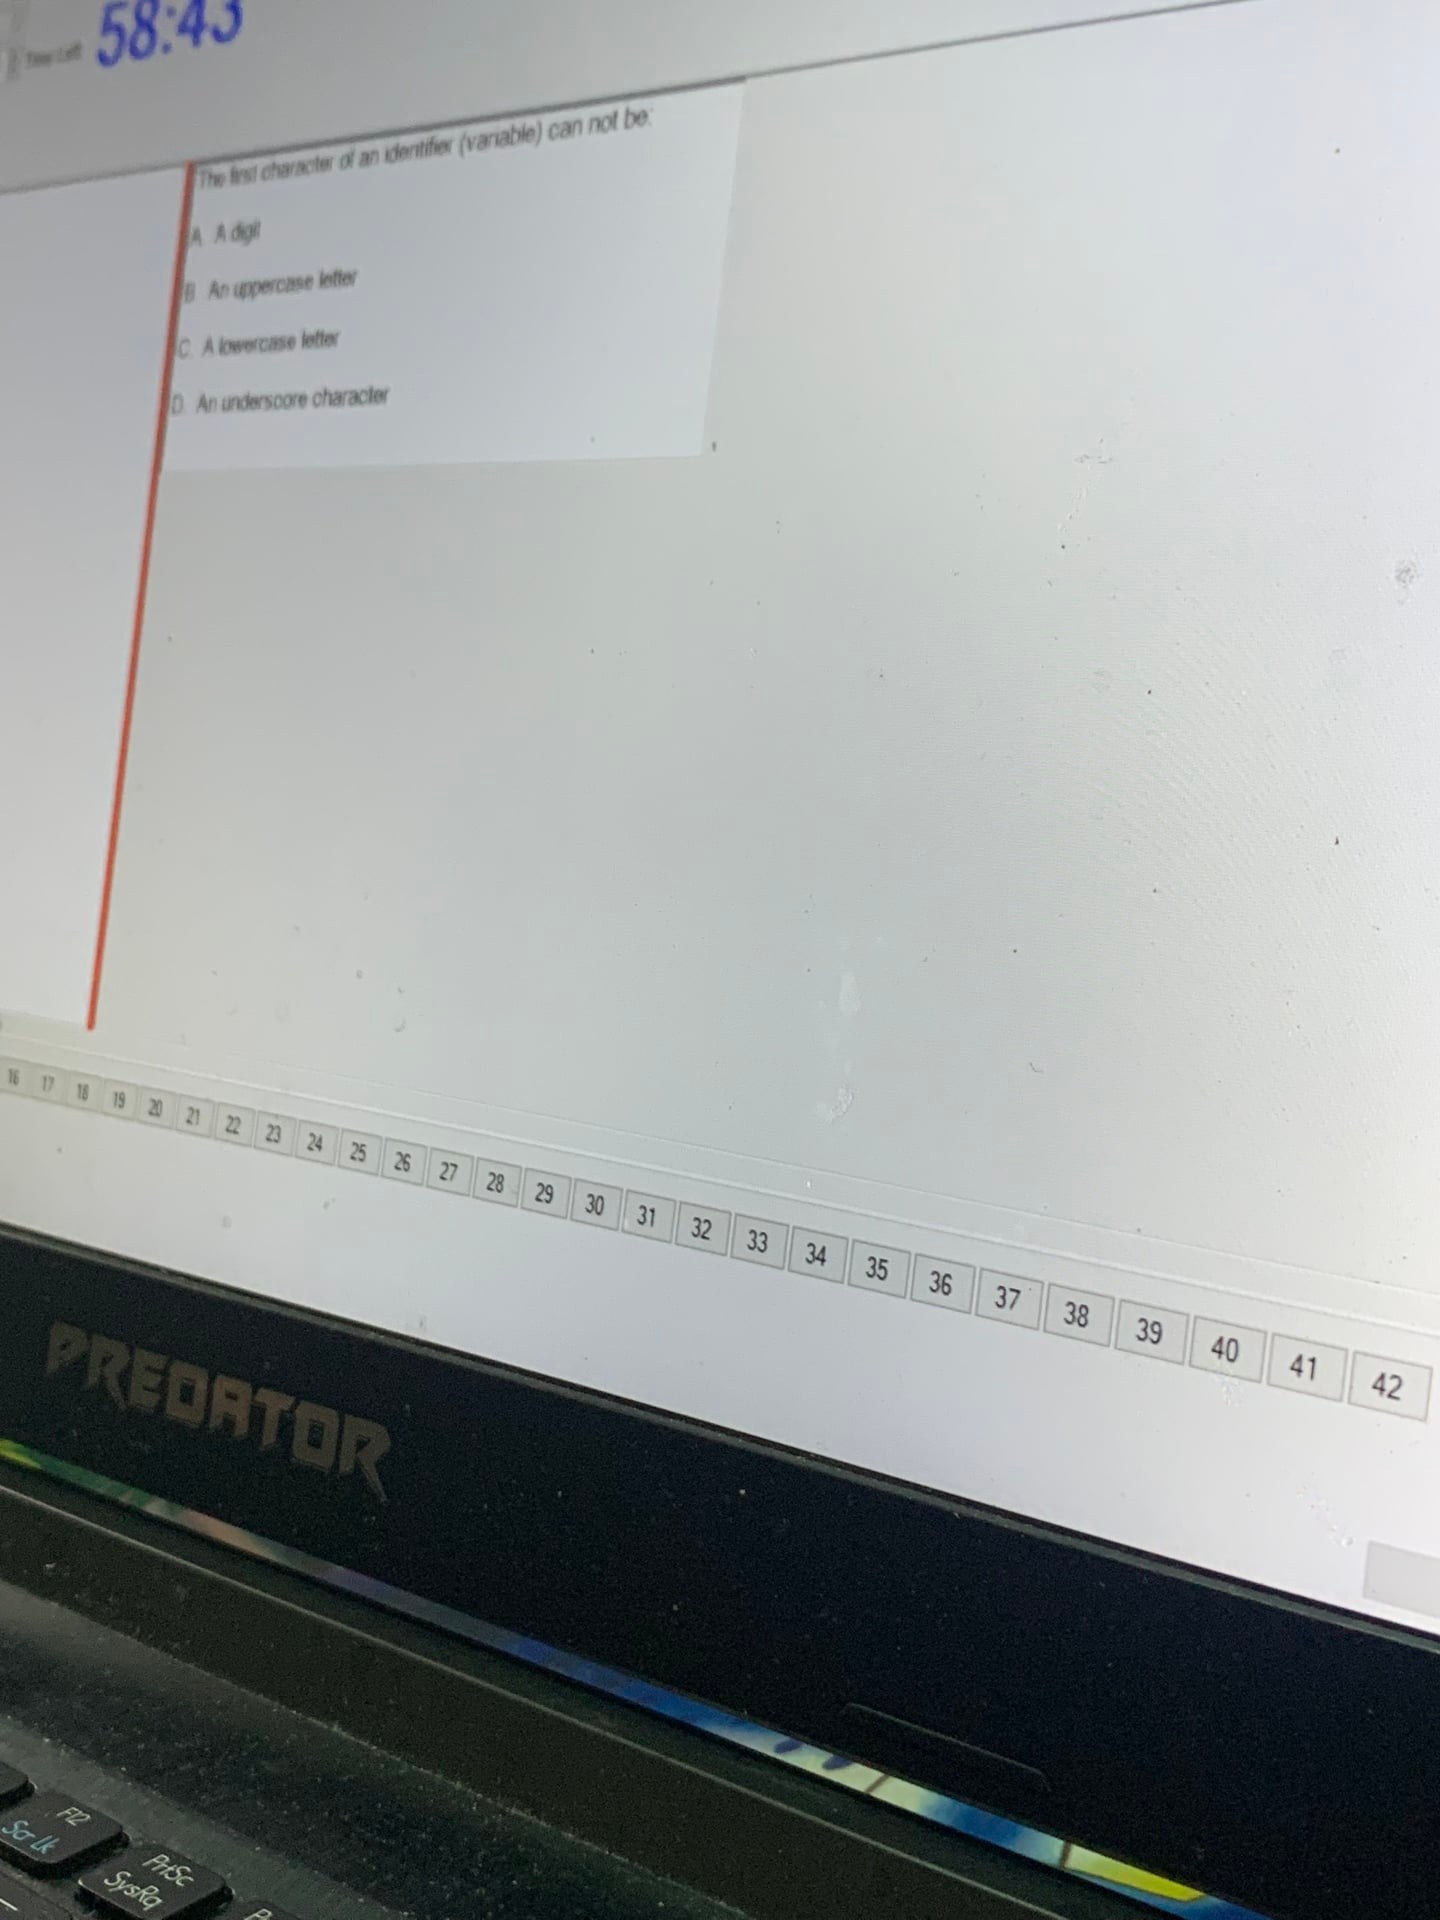 Time Left 58:43
The first character of an identifier (variable) can not be:
A. A digit
B. An uppercase letter
C. A lowercase letter
D. An underscore character
16 17 18 19 20 21 22 23 24 25 26 27 28 29 30 31 32 33 34 35 36 37 38 39 40 41 42
PREDATOR
F12
Scr Lk
PrtSc
SysRq
P